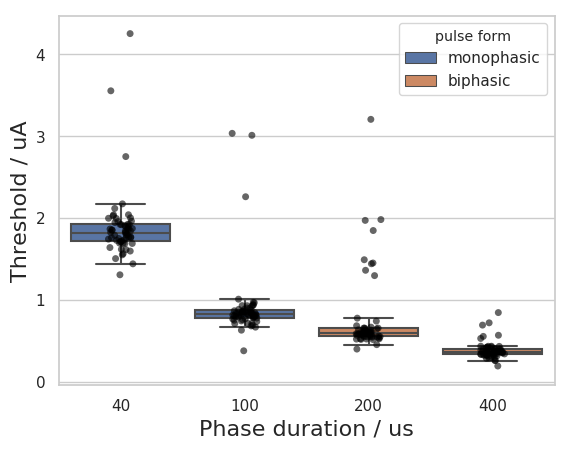 pulse form
monophasic
biphasic
4
3
2
1
0
Threshold / uA
40 100 200 400
Phase duration / us